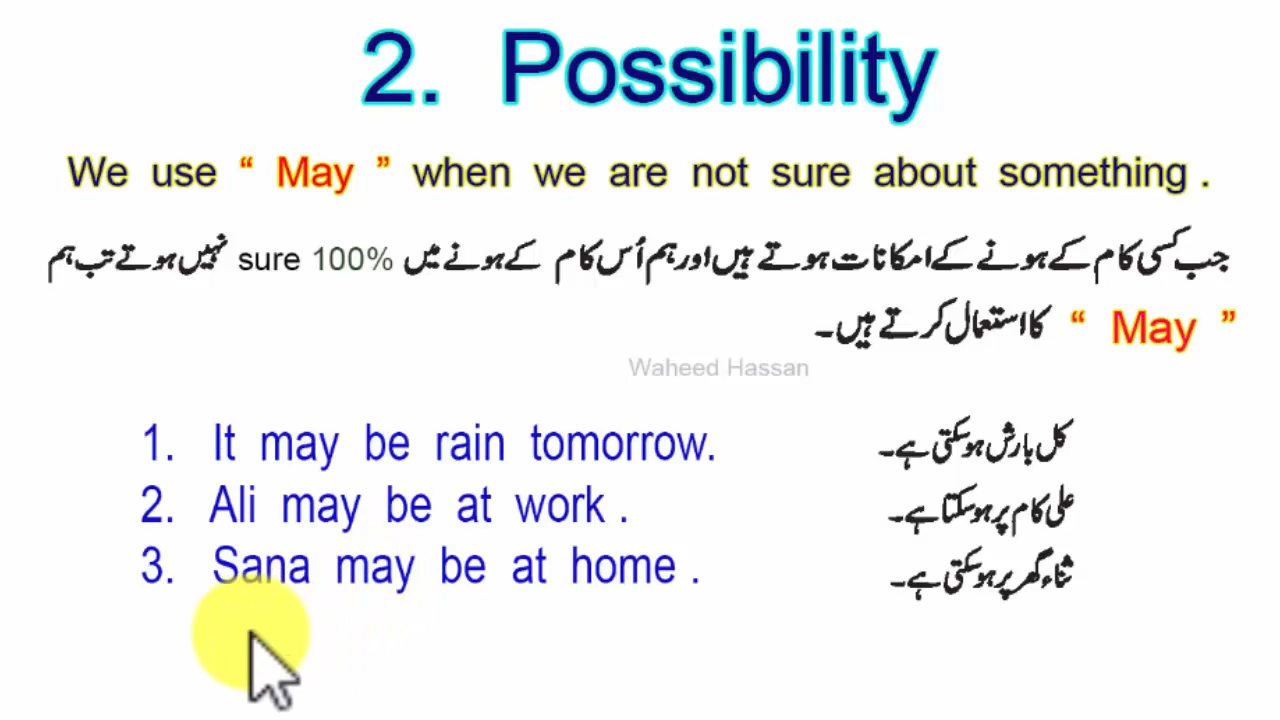 2. Possibility
We use “ May ” when we are not sure about something .
جب کسی کام کے ہونے کے امکانات ہوتے ہیں اور ہم اُس کام کے ہونے میں 100% sure نہیں ہوتے تب ہم
“ May ” کا استعمال کرتے ہیں۔
Waheed Hassan
1. It may be rain tomorrow. کل بارش ہو سکتی ہے۔
2. Ali may be at work . علی کام پر ہو سکتا ہے۔
3. Sana may be at home . ثناء گھر پر ہو سکتی ہے۔